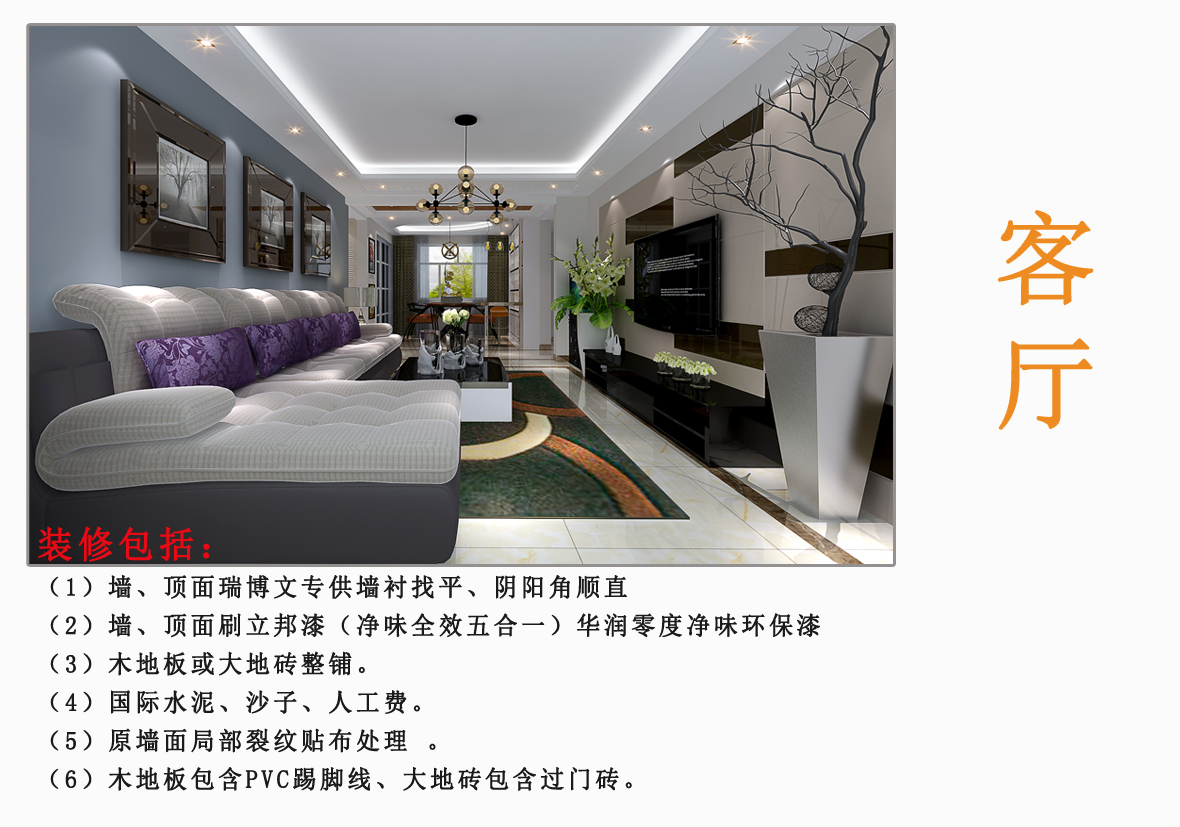 客
厅
装修包括：
（1）墙、顶面瑞博文专供墙衬找平、阴阳角顺直
（2）墙、顶面刷立邦漆（净味全效五合一）华润零度净味环保漆
（3）木地板或大地砖整铺。
（4）国际水泥、沙子、人工费。
（5）原墙面局部裂纹贴布处理 。
（6）木地板包含PVC踢脚线、大地砖包含过门砖。